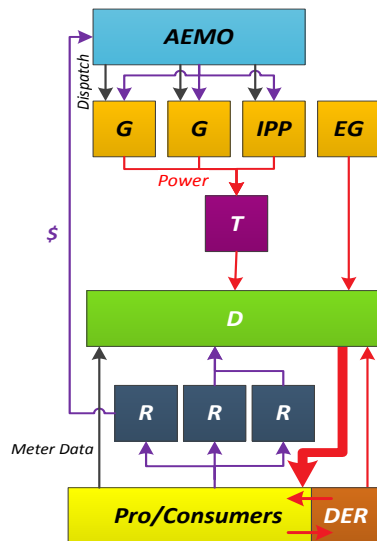 AEMO
Dispatch
G
G
IPP
EG
Power
T
$
D
R
R
R
Meter Data
Pro/Consumers
DER